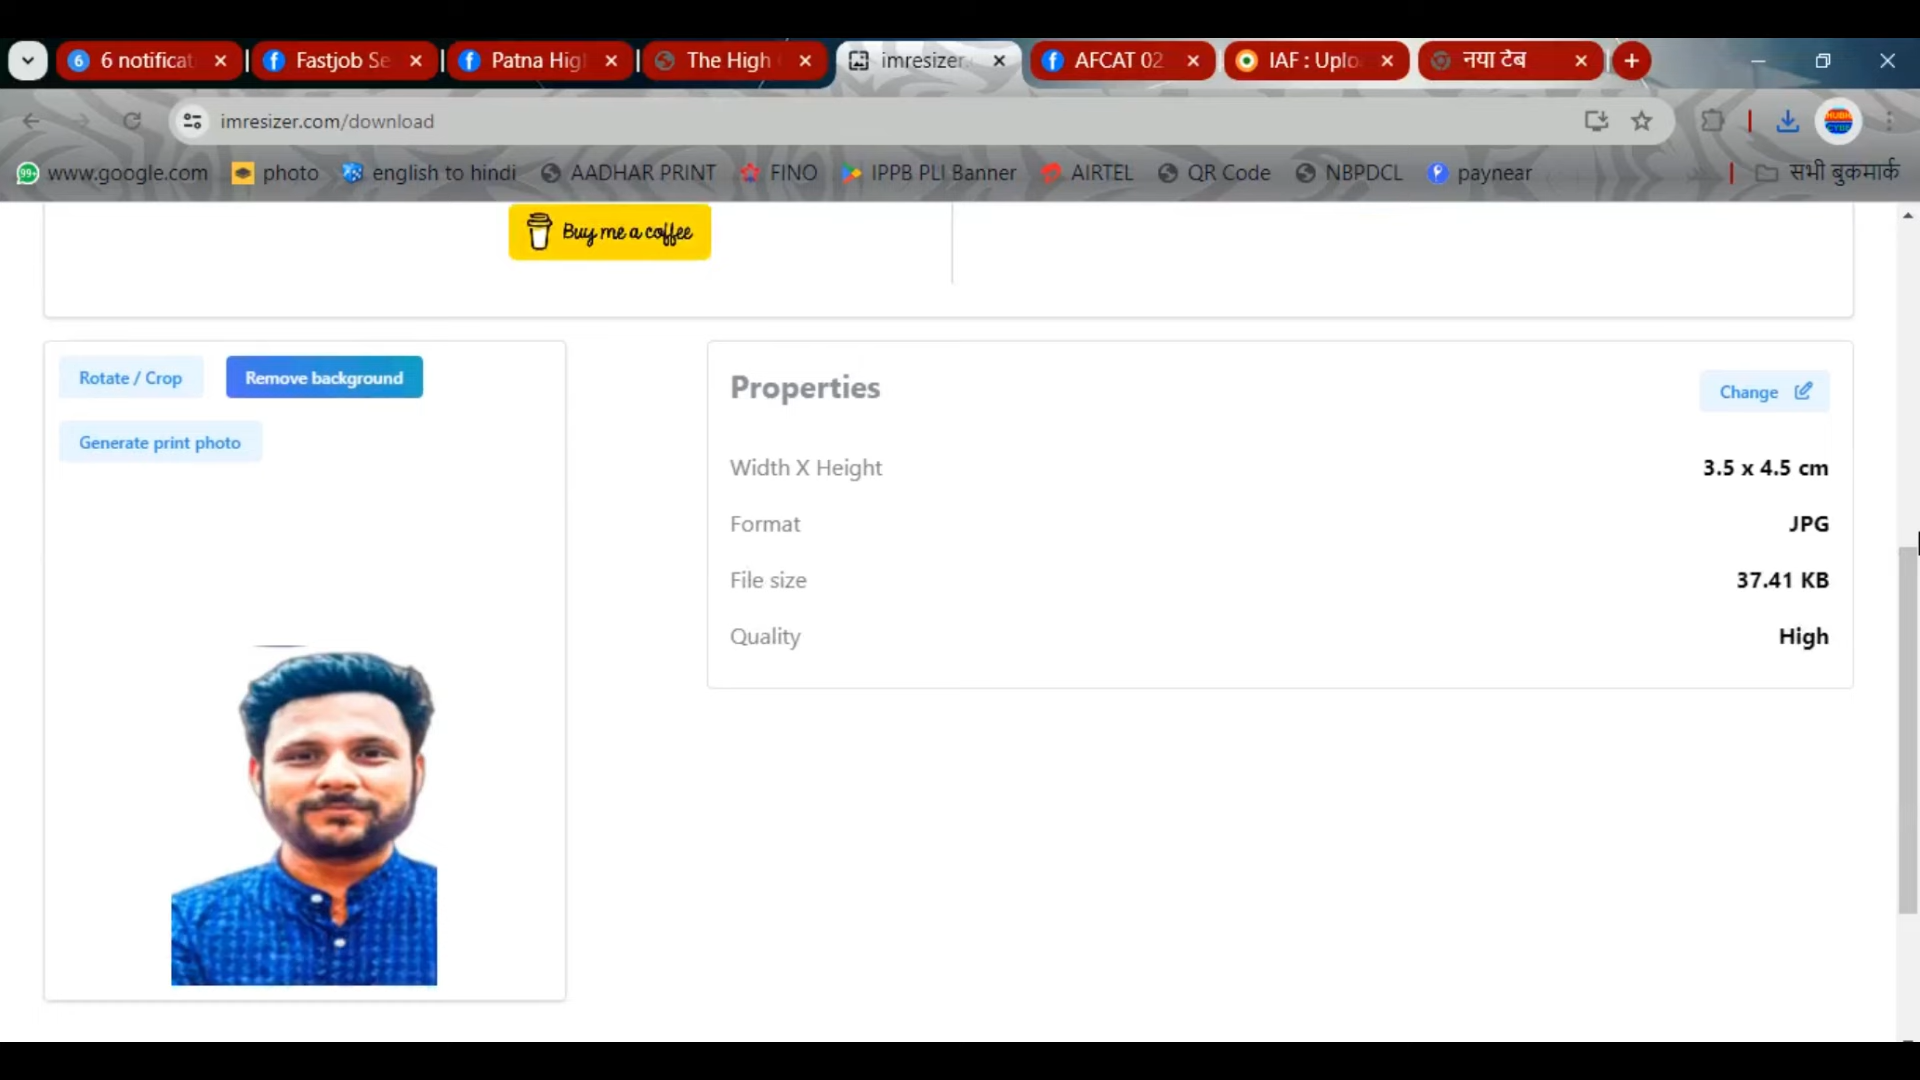 6 notificat
Fastjob Se
Patna Hig
The High
imresizer.
AFCAT 02
IAF : Uplo
नया टैब
imresizer.com/download
HUBH
CYBE
99+
www.google.com
photo
english to hindi
AADHAR PRINT
FINO
IPPB PLI Banner
AIRTEL
QR Code
NBPDCL
paynear
सभी बुकमार्क
Buy me a coffee
Rotate / Crop
Remove background
Generate print photo
Properties
Change
Width X Height
3.5 x 4.5 cm
Format
JPG
File size
37.41 KB
Quality
High